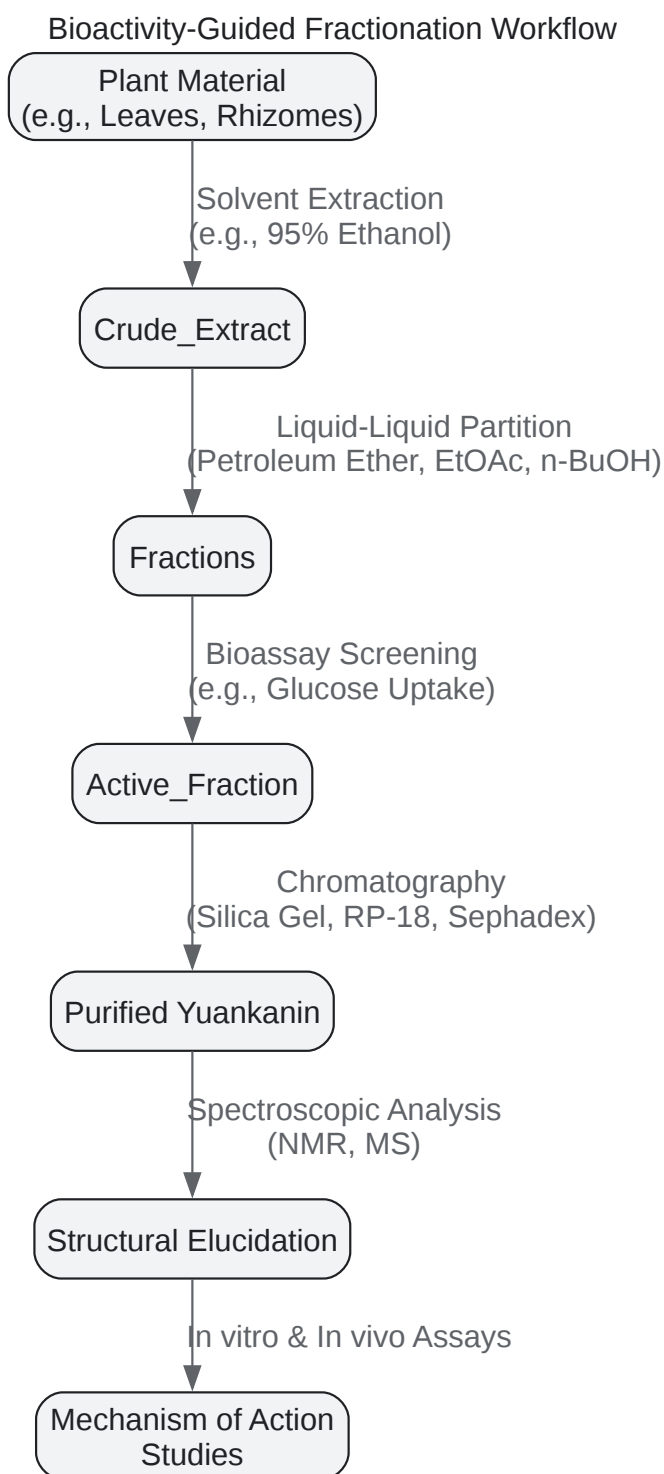 Bioactivity-Guided Fractionation Workflow
Plant Material
(e.g., Leaves, Rhizomes)
Solvent Extraction
(e.g., 95% Ethanol)
Crude_Extract
Liquid-Liquid Partition
(Petroleum Ether, EtOAc, n-BuOH)
Fractions
Bioassay Screening
(e.g., Glucose Uptake)
Active_Fraction
Chromatography
(Silica Gel, RP-18, Sephadex)
Purified Yuankanin
Spectroscopic Analysis
(NMR, MS)
Structural Elucidation
In vitro & In vivo Assays
Mechanism of Action
Studies